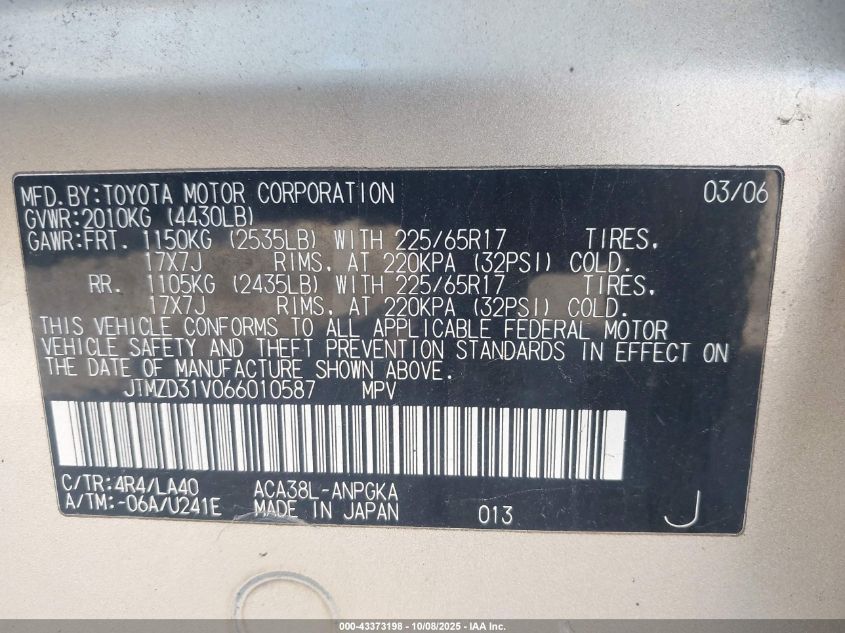 MFD.BY:TOYOTA MOTOR CORPORATION 03/06
GVWR:2010KG (4430LB)
GAWR:FRT. 1150KG (2535LB) WITH 225/65R17 TIRES,
17X7J RIMS, AT 220KPA (32PSI) COLD.
RR. 1105KG (2435LB) WITH 225/65R17 TIRES,
17X7J RIMS, AT 220KPA (32PSI) COLD.
THIS VEHICLE CONFORMS TO ALL APPLICABLE FEDERAL MOTOR
VEHICLE SAFETY AND THEFT PREVENTION STANDARDS IN EFFECT ON
THE DATE OF MANUFACTURE SHOWN ABOVE.
JTMZD31V066010587 MPV
C/TR:4R4/LA40 ACA38L-ANPGKA
A/TM:-06A/U241E MADE IN JAPAN 013 J
000-43373198 - 10/08/2025 - IAA Inc.